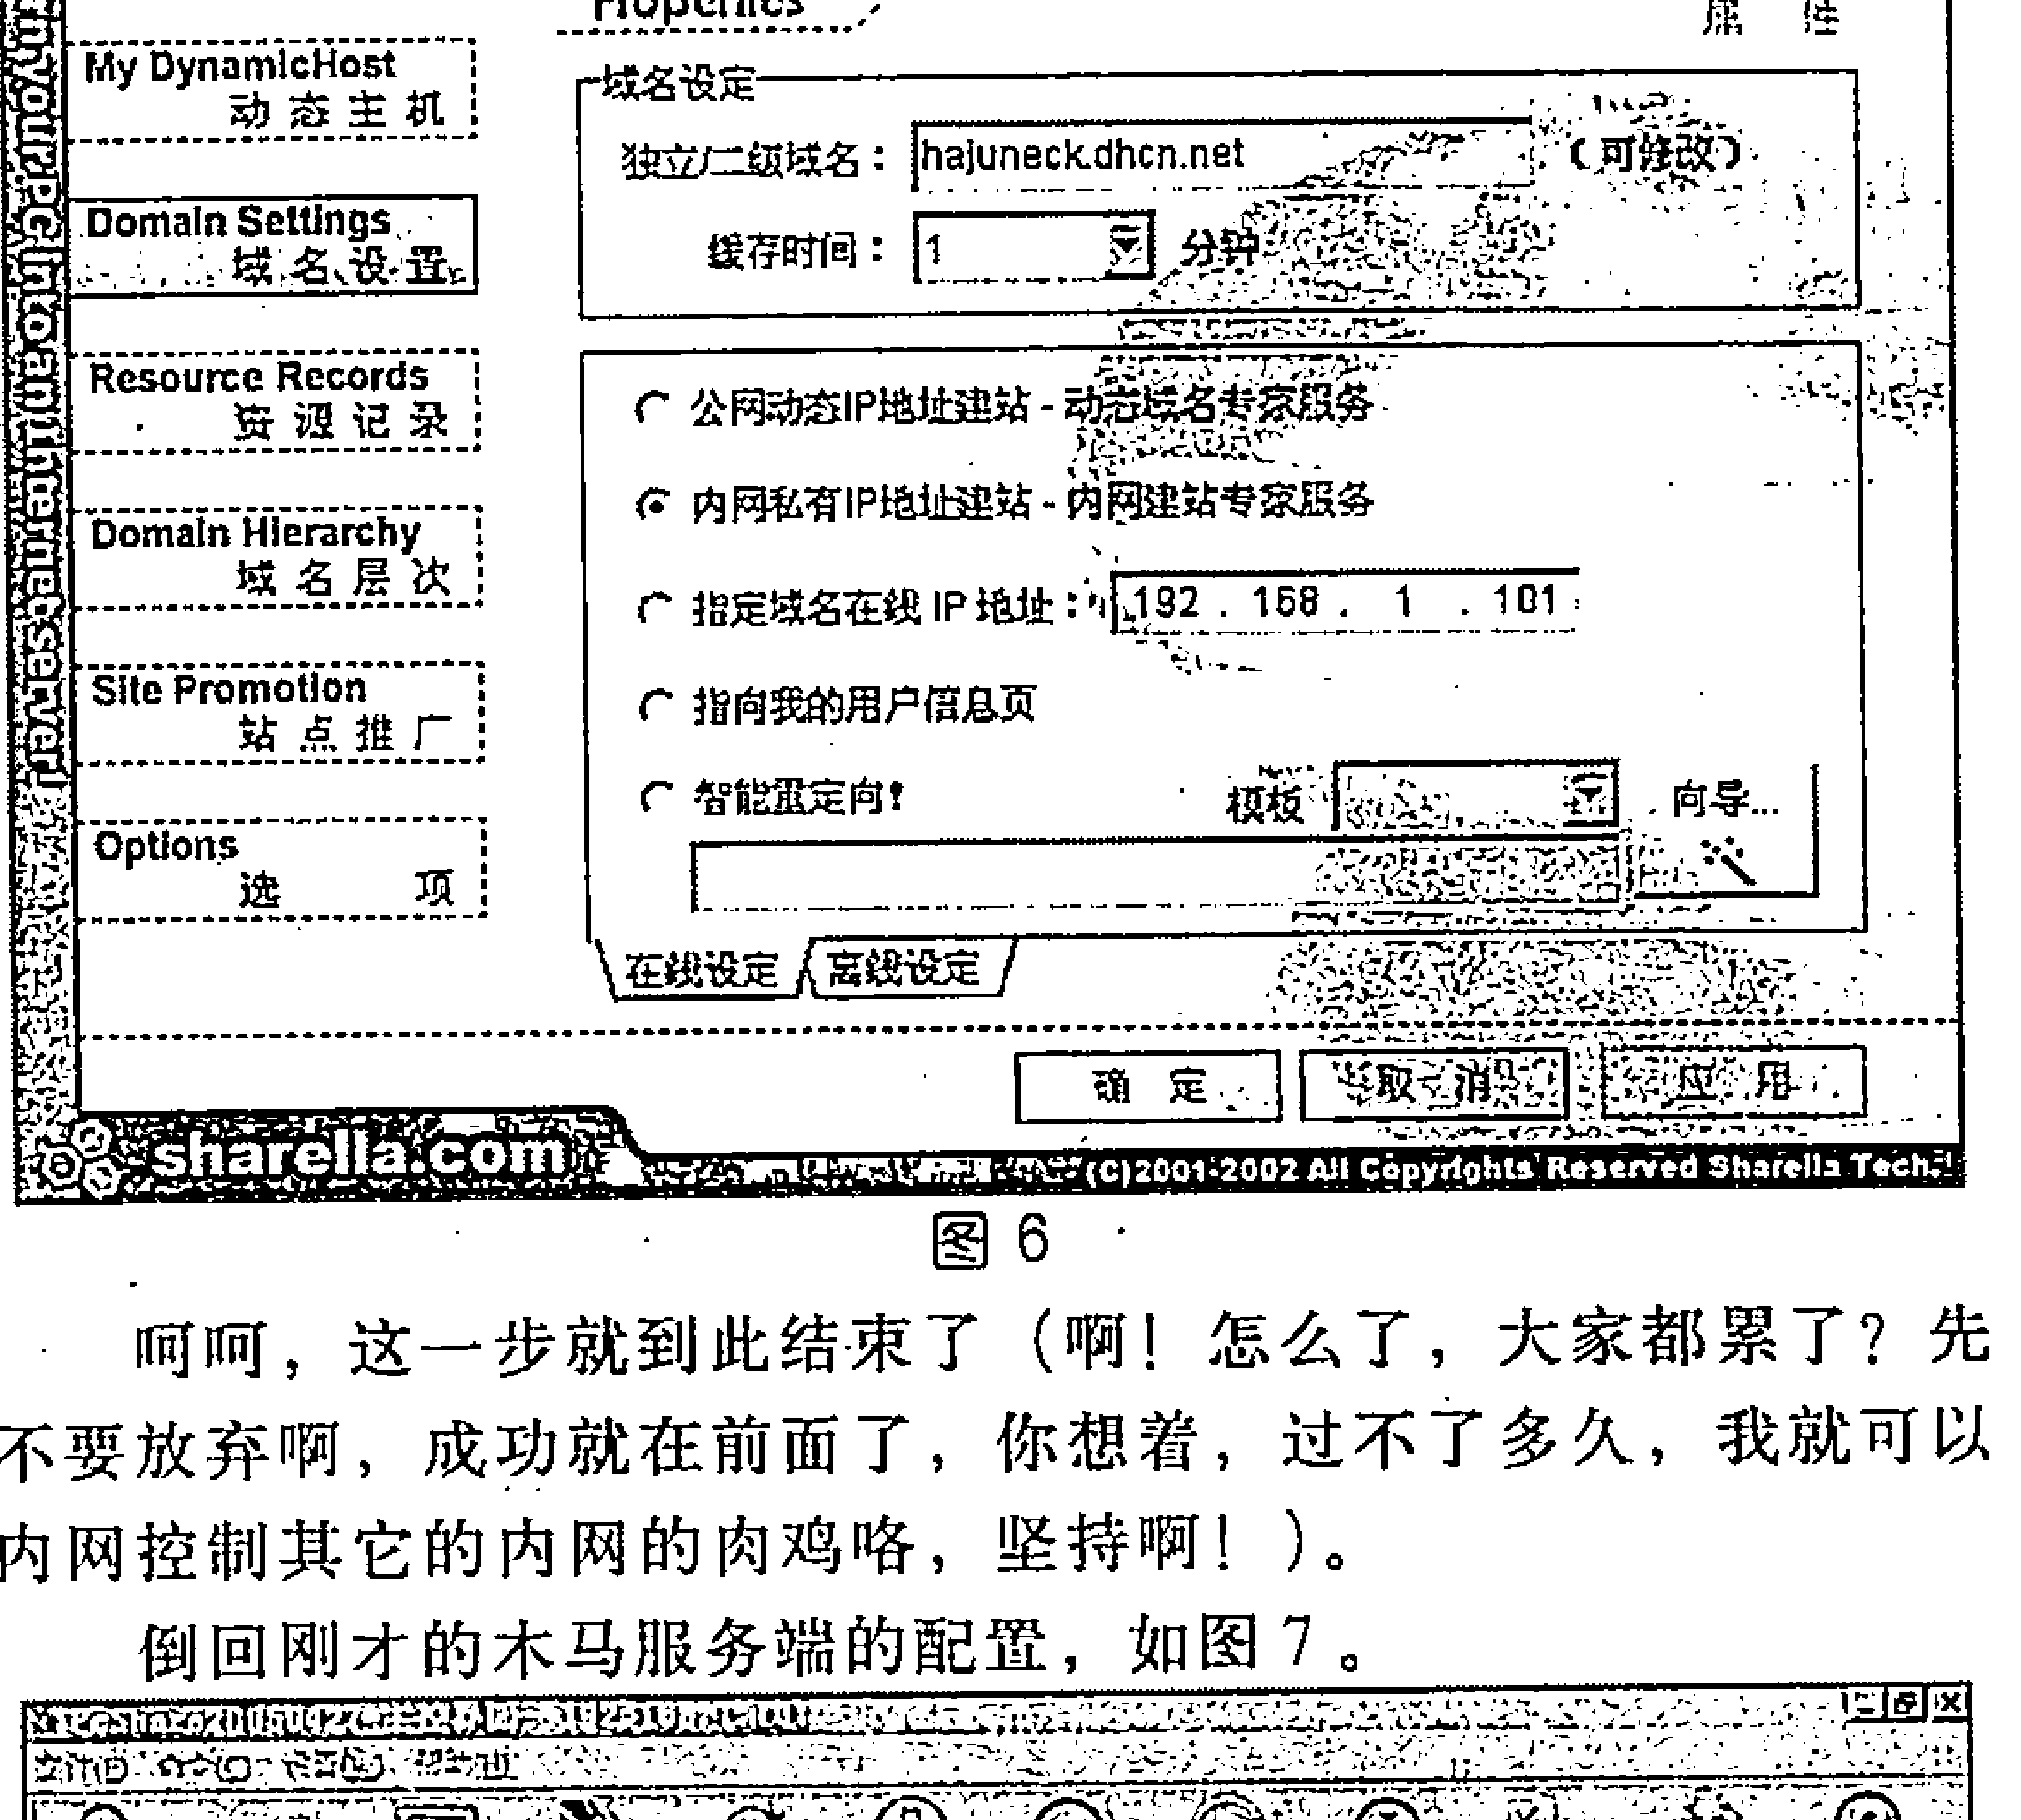 Properties
属 性
My DynamicHost
动态主机
Domain Settings
域名设置
Resource Records
资源记录
Domain Hierarchy
域名层次
Site Promotion
站点推广
Options
选 项
域名设定
独立/二级域名：hajuneck.dhcn.net （可修改）
缓存时间：1 分钟
公网动态IP地址建站 - 动态域名专家服务
内网私有IP地址建站 - 内网建站专家服务
指定域名在线 IP 地址：192 . 168 . 1 . 101
指向我的用户信息页
智能重定向！ 模板 向导...
在线设定 离线设定
确 定 取 消 应 用
sharella.com
(C)2001-2002 All Copyrights Reserved Sharella Tech.
图 6
呵呵，这一步就到此结束了（啊！怎么了，大家都累了？先
不要放弃啊，成功就在前面了，你想着，过不了多久，我就可以
内网控制其它的内网的肉鸡咯，坚持啊！）。
倒回刚才的木马服务端的配置，如图 7 。